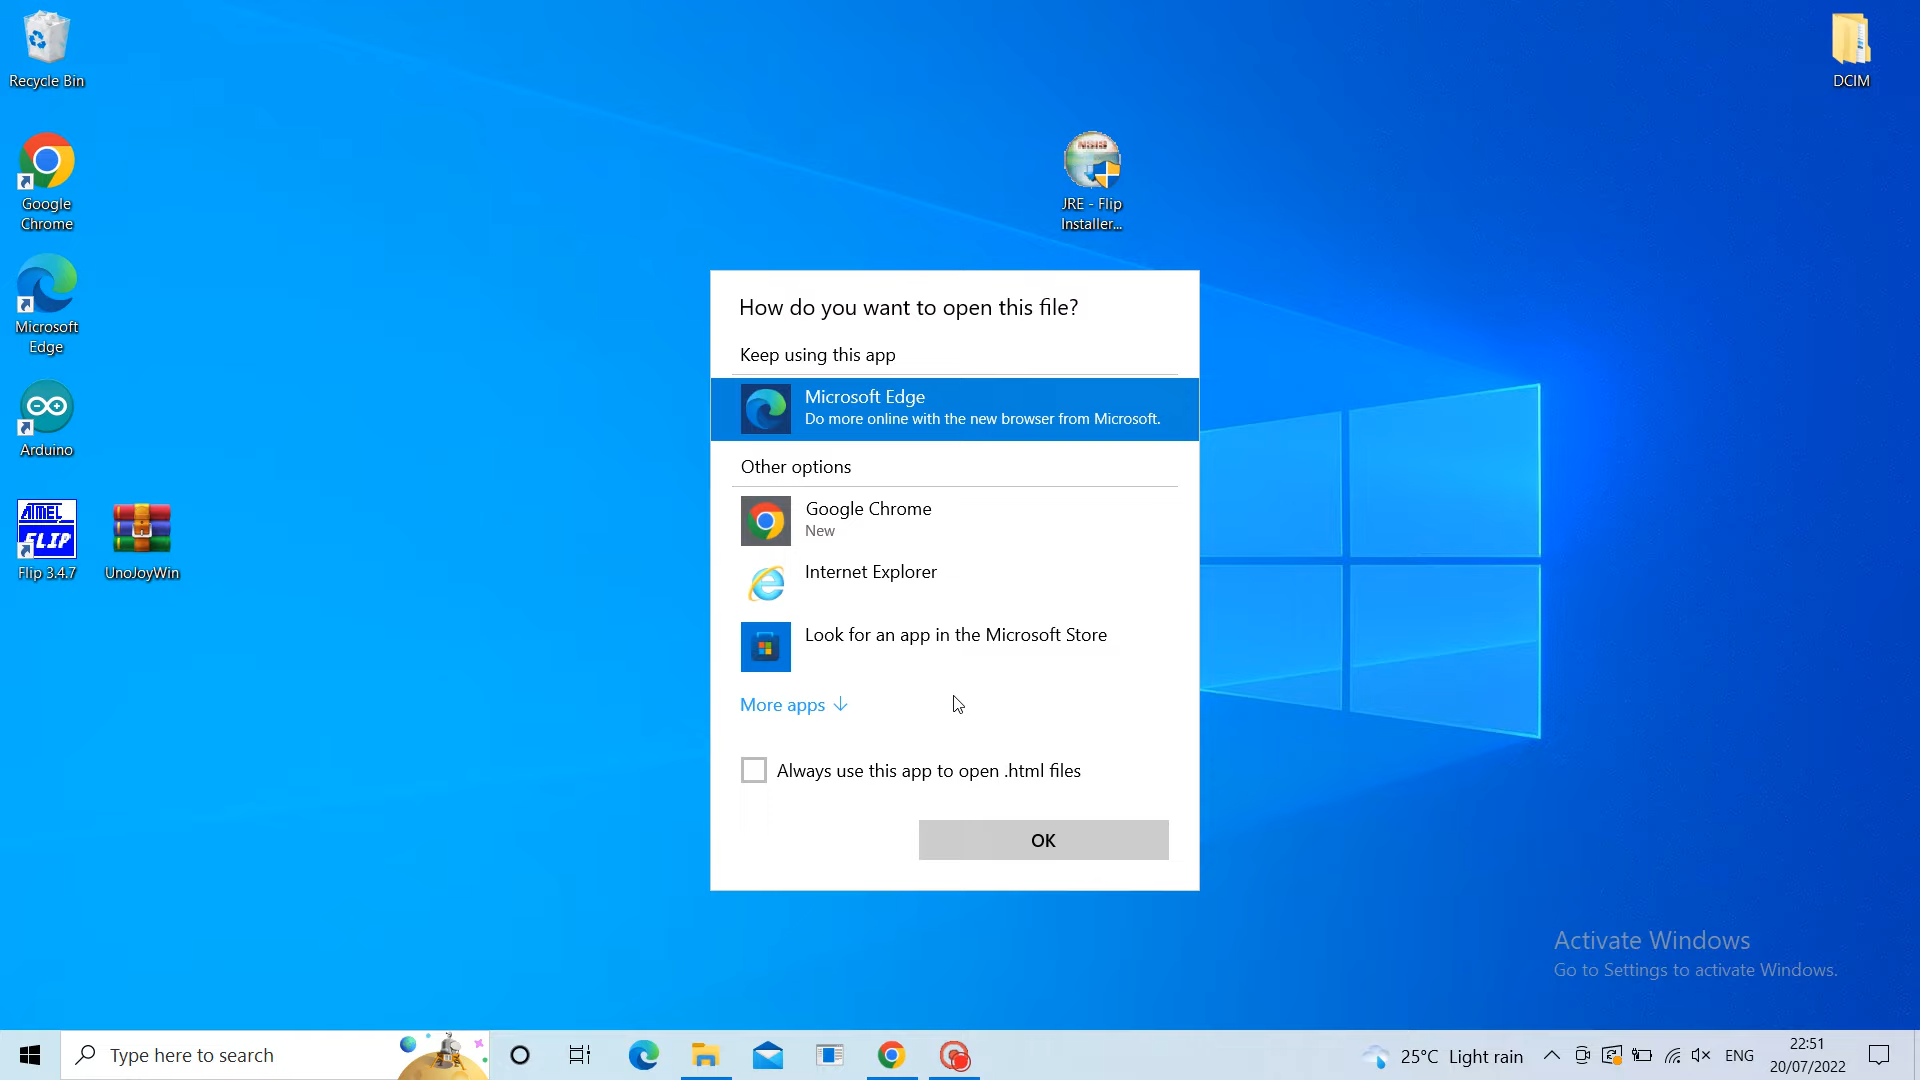 Recycle Bin
DCIM
Google
Chrome
NSIS
JRE - Flip
Installer...
Microsoft
Edge
Arduino
ATMEL
FLIP
Flip 3.4.7
UnoJoyWin
How do you want to open this file?
Keep using this app
Microsoft Edge
Do more online with the new browser from Microsoft.
Other options
Google Chrome
New
Internet Explorer
Look for an app in the Microsoft Store
More apps
Always use this app to open .html files
OK
Activate Windows
Go to Settings to activate Windows.
Type here to search
25°C Light rain
ENG
22:51
20/07/2022